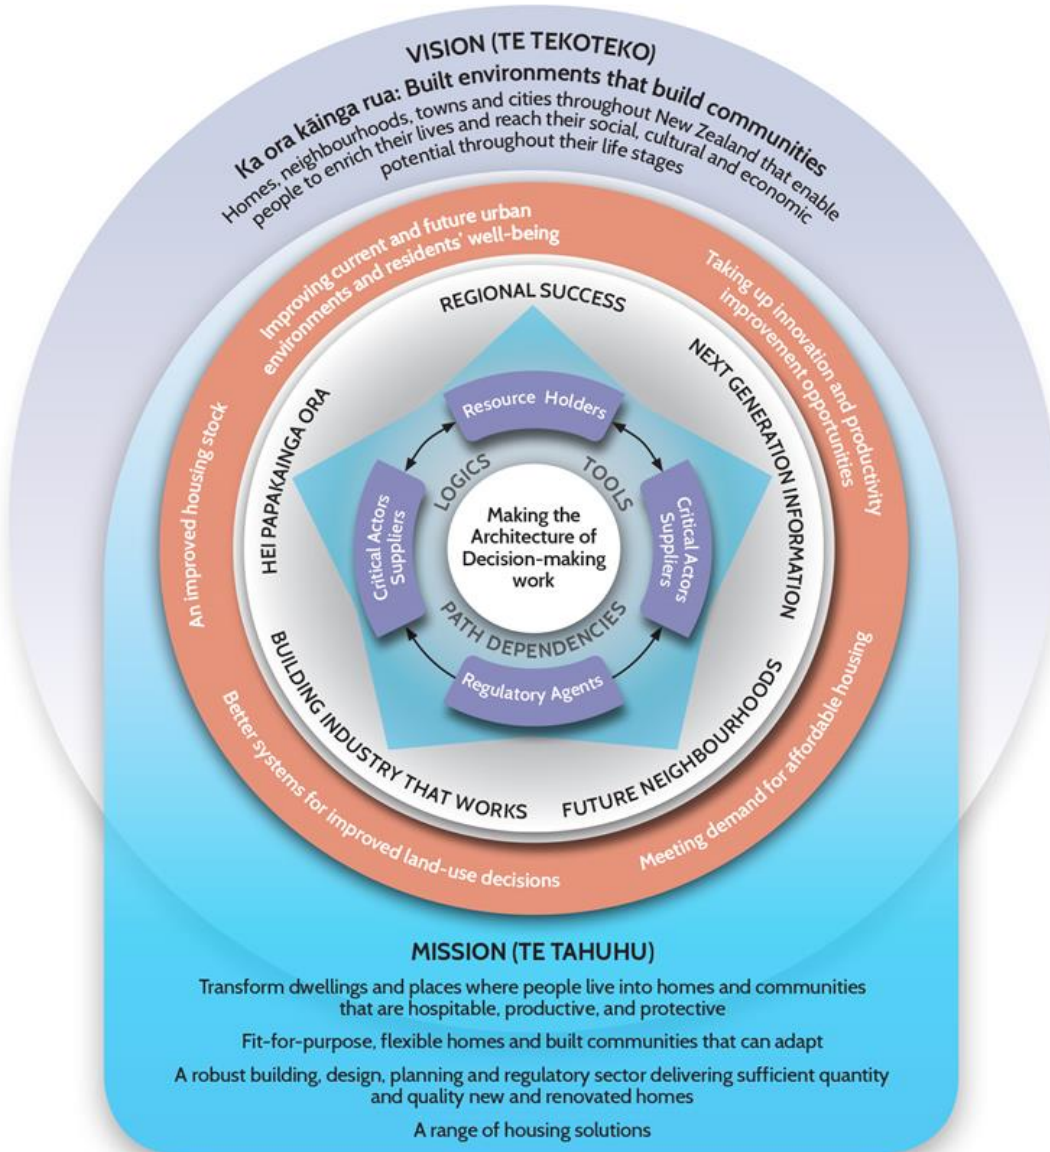 VISION (TE TEKOTEKO)
Ka ora kāinga rua: Built environments that build communities
Homes, neighbourhoods, towns and cities throughout New Zealand that enable
people to enrich their lives and reach their social, cultural and economic
potential throughout their life stages
Improving current and future urban
environments and residents' well-being
Taking up innovation and productivity
improvement opportunities
An improved housing stock
Meeting demand for affordable housing
Better systems for improved land-use decisions
REGIONAL SUCCESS
NEXT GENERATION INFORMATION
HEI PAPAKAINGA ORA
BUILDING INDUSTRY THAT WORKS
FUTURE NEIGHBOURHOODS
Resource Holders
Critical Actors
Suppliers
Critical Actors
Suppliers
Regulatory Agents
LOGICS
TOOLS
PATH DEPENDENCIES
Making the
Architecture of
Decision-making
work
MISSION (TE TAHUHU)
Transform dwellings and places where people live into homes and communities
that are hospitable, productive, and protective
Fit-for-purpose, flexible homes and built communities that can adapt
A robust building, design, planning and regulatory sector delivering sufficient quantity
and quality new and renovated homes
A range of housing solutions